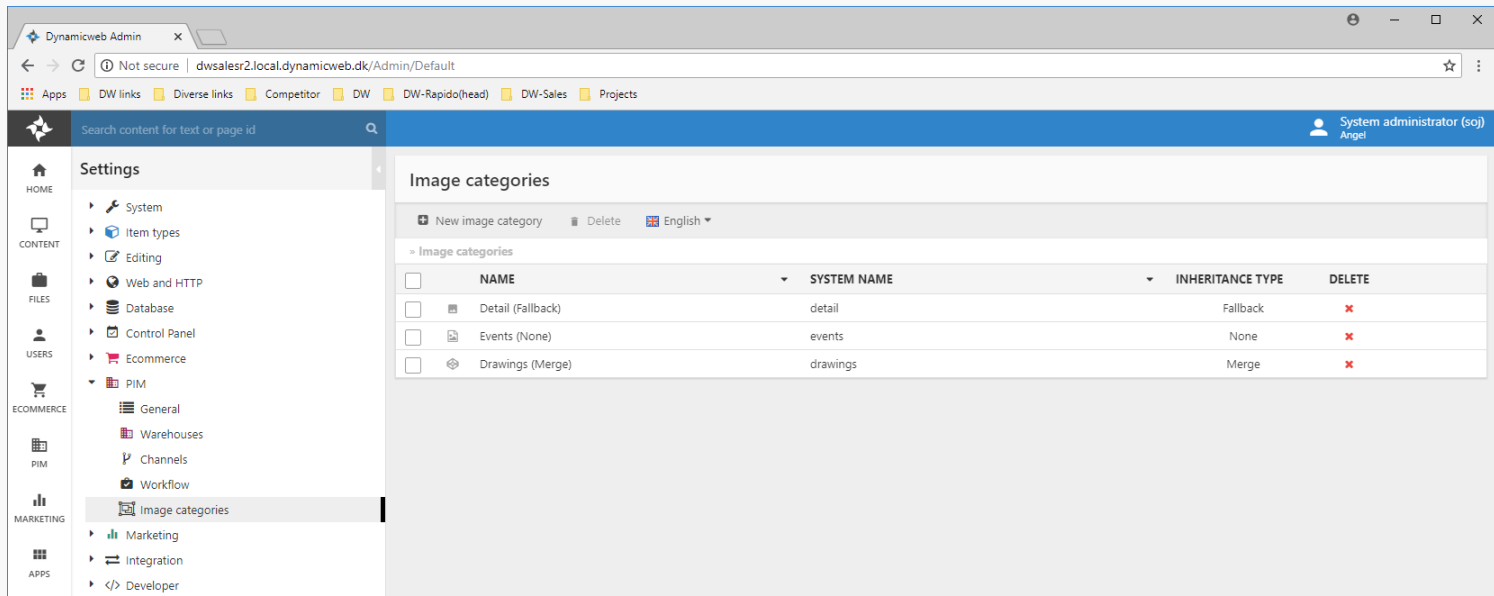 Dynamicweb Admin
Not secure | dwsalesr2.local.dynamicweb.dk/Admin/Default
Apps DW links Diverse links Competitor DW DW-Rapido(head) DW-Sales Projects
Search content for text or page id
System administrator (soj)
Angel
HOME
CONTENT
FILES
USERS
ECOMMERCE
PIM
MARKETING
APPS
Settings
System
Item types
Editing
Web and HTTP
Database
Control Panel
Ecommerce
PIM
General
Warehouses
Channels
Workflow
Image categories
Marketing
Integration
</> Developer
Image categories
New image category Delete English
» Image categories
NAME SYSTEM NAME INHERITANCE TYPE DELETE
Detail (Fallback) detail Fallback
Events (None) events None
Drawings (Merge) drawings Merge